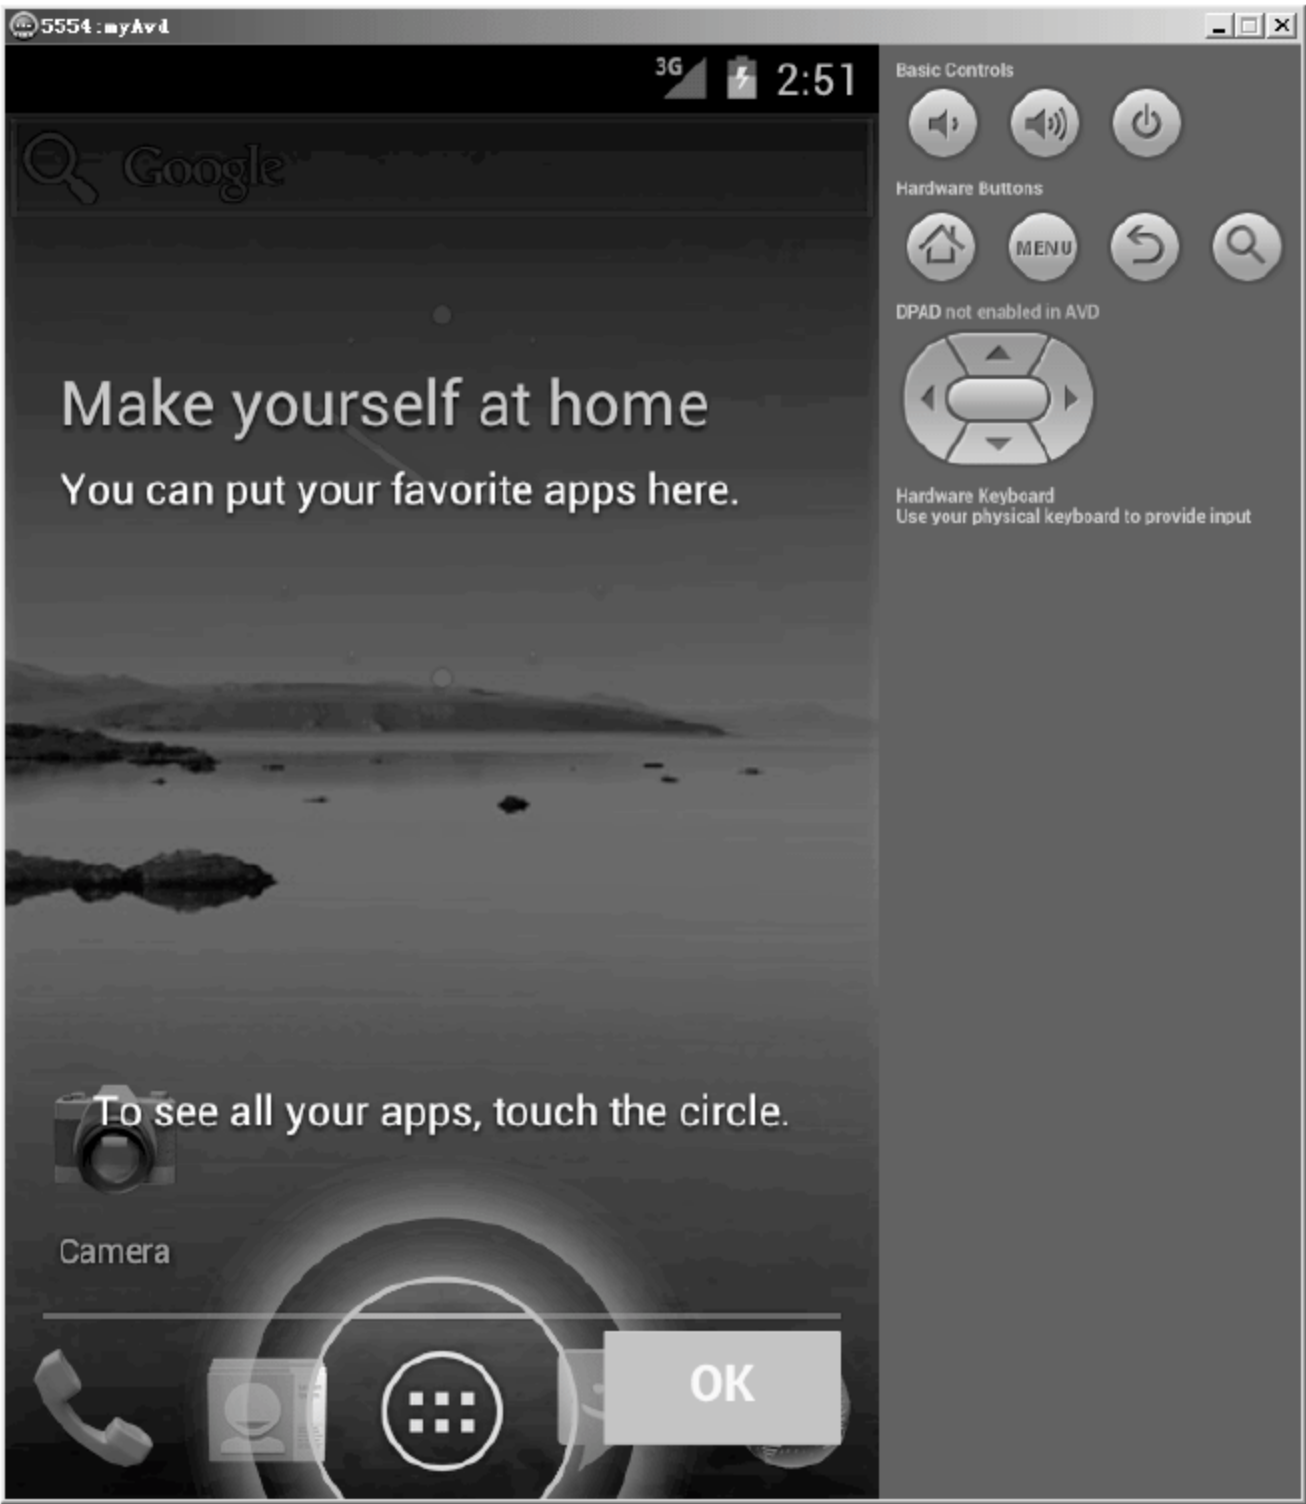 5554:myAvd
3G 2:51
Google
Make yourself at home
You can put your favorite apps here.
To see all your apps, touch the circle.
Camera
OK
Basic Controls
Hardware Buttons
MENU
DPAD not enabled in AVD
Hardware Keyboard
Use your physical keyboard to provide input